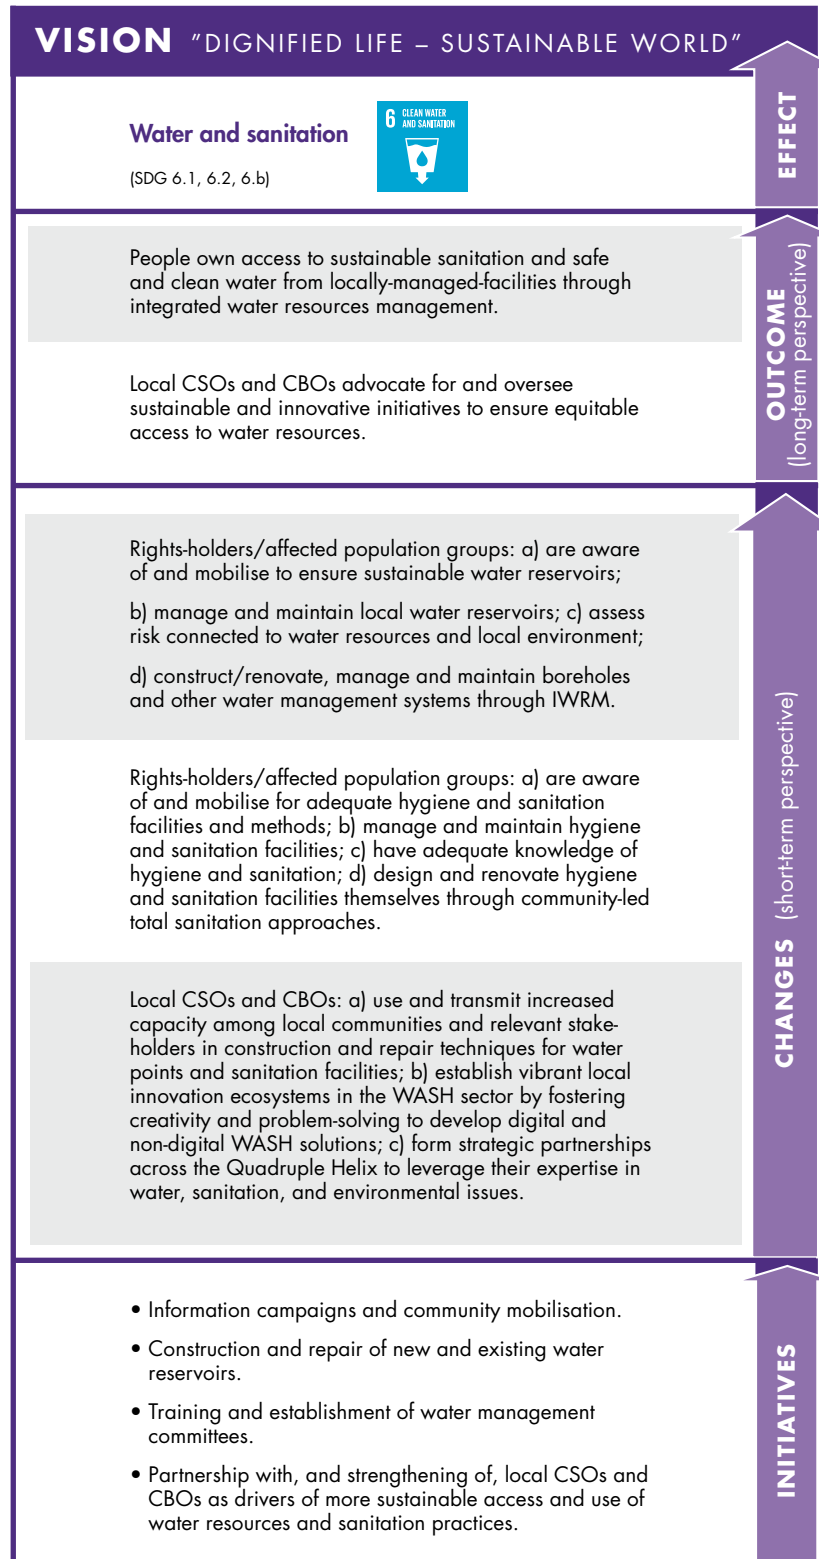 VISION "DIGNIFIED LIFE – SUSTAINABLE WORLD"
EFFECT
Water and sanitation
6 CLEAN WATER
AND SANITATION
(SDG 6.1, 6.2, 6.b)
OUTCOME
(long-term perspective)
People own access to sustainable sanitation and safe
and clean water from locally-managed-facilities through
integrated water resources management.
Local CSOs and CBOs advocate for and oversee
sustainable and innovative initiatives to ensure equitable
access to water resources.
CHANGES (short-term perspective)
Rights-holders/affected population groups: a) are aware
of and mobilise to ensure sustainable water reservoirs;
b) manage and maintain local water reservoirs; c) assess
risk connected to water resources and local environment;
d) construct/renovate, manage and maintain boreholes
and other water management systems through IWRM.
Rights-holders/affected population groups: a) are aware
of and mobilise for adequate hygiene and sanitation
facilities and methods; b) manage and maintain hygiene
and sanitation facilities; c) have adequate knowledge of
hygiene and sanitation; d) design and renovate hygiene
and sanitation facilities themselves through community-led
total sanitation approaches.
Local CSOs and CBOs: a) use and transmit increased
capacity among local communities and relevant stake-
holders in construction and repair techniques for water
points and sanitation facilities; b) establish vibrant local
innovation ecosystems in the WASH sector by fostering
creativity and problem-solving to develop digital and
non-digital WASH solutions; c) form strategic partnerships
across the Quadruple Helix to leverage their expertise in
water, sanitation, and environmental issues.
INITIATIVES
• Information campaigns and community mobilisation.
• Construction and repair of new and existing water
reservoirs.
• Training and establishment of water management
committees.
• Partnership with, and strengthening of, local CSOs and
CBOs as drivers of more sustainable access and use of
water resources and sanitation practices.